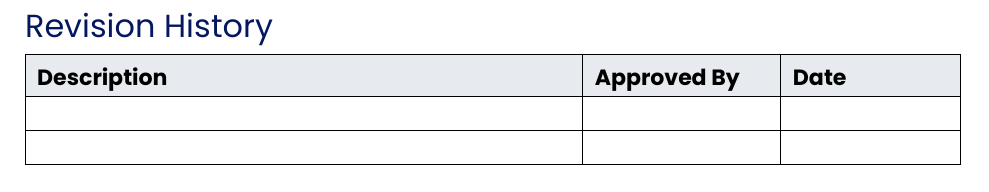 Revision History
Description Approved By Date